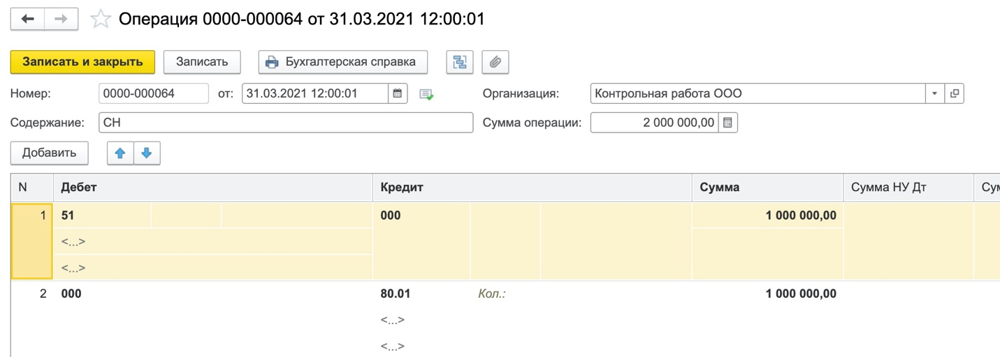 Операция 0000-000064 от 31.03.2021 12:00:01
Записать и закрыть Записать Бухгалтерская справка
Номер: 0000-000064 от: 31.03.2021 12:00:01 Организация: Контрольная работа ООО
Содержание: СН Сумма операции: 2 000 000,00
Добавить
N Дебет Кредит Сумма Сумма НУ Дт Сум
1 51 000 1 000 000,00
<...>
<...>
2 000 80.01 Кол.: 1 000 000,00
<...>
<...>